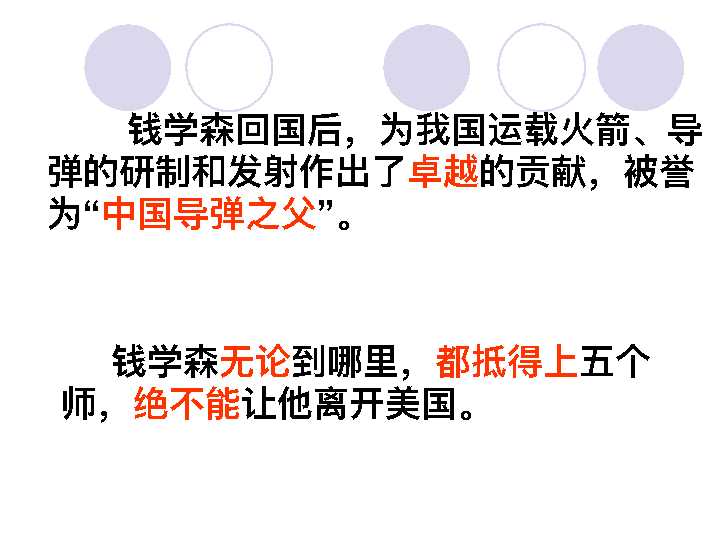 钱学森回国后，为我国运载火箭、导
弹的研制和发射作出了卓越的贡献，被誉
为“中国导弹之父”。
钱学森无论到哪里，都抵得上五个
师，绝不能让他离开美国。